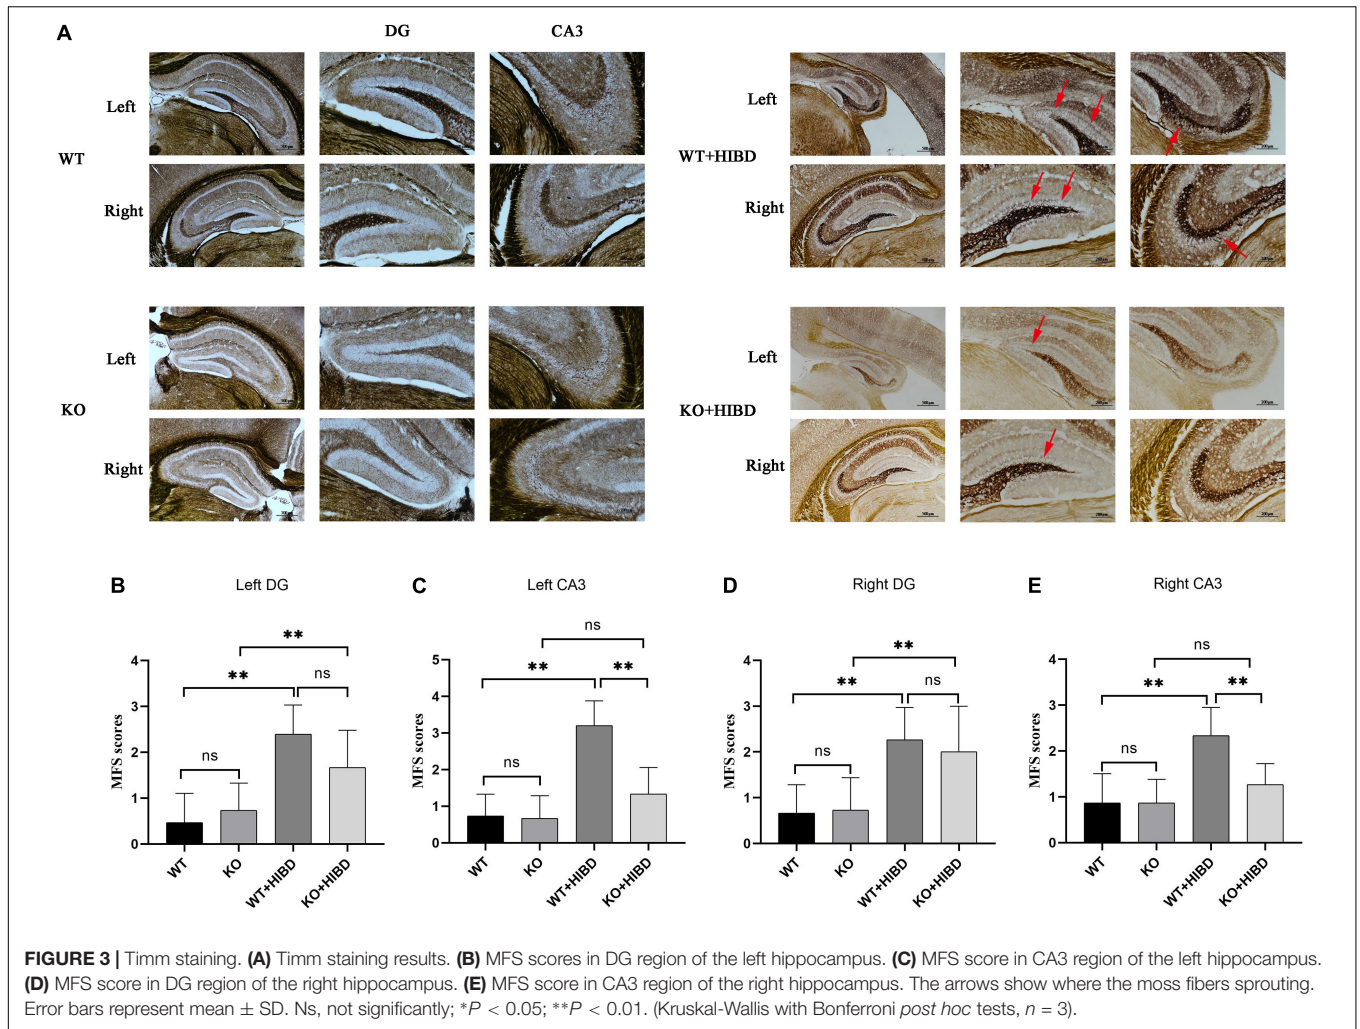 A
DG
CA3
Left
WT
Right
Left
WT+HIBD
Right
Left
KO
Right
Left
KO+HIBD
Right
B
Left DG
MFS scores
4
3
2
1
0
ns
**
**
ns
WT
KO
WT+HIBD
KO+HIBD
C
Left CA3
MFS scores
5
4
3
2
1
0
ns
**
**
ns
WT
KO
WT+HIBD
KO+HIBD
D
Right DG
MFS scores
4
3
2
1
0
ns
**
**
ns
WT
KO
WT+HIBD
KO+HIBD
E
Right CA3
MFS scores
4
3
2
1
0
ns
**
ns
**
WT
KO
WT+HIBD
KO+HIBD
FIGURE 3 | Timm staining. (A) Timm staining results. (B) MFS scores in DG region of the left hippocampus. (C) MFS score in CA3 region of the left hippocampus.
(D) MFS score in DG region of the right hippocampus. (E) MFS score in CA3 region of the right hippocampus. The arrows show where the moss fibers sprouting.
Error bars represent mean ± SD. Ns, not significantly; *P < 0.05; **P < 0.01. (Kruskal-Wallis with Bonferroni post hoc tests, n = 3).